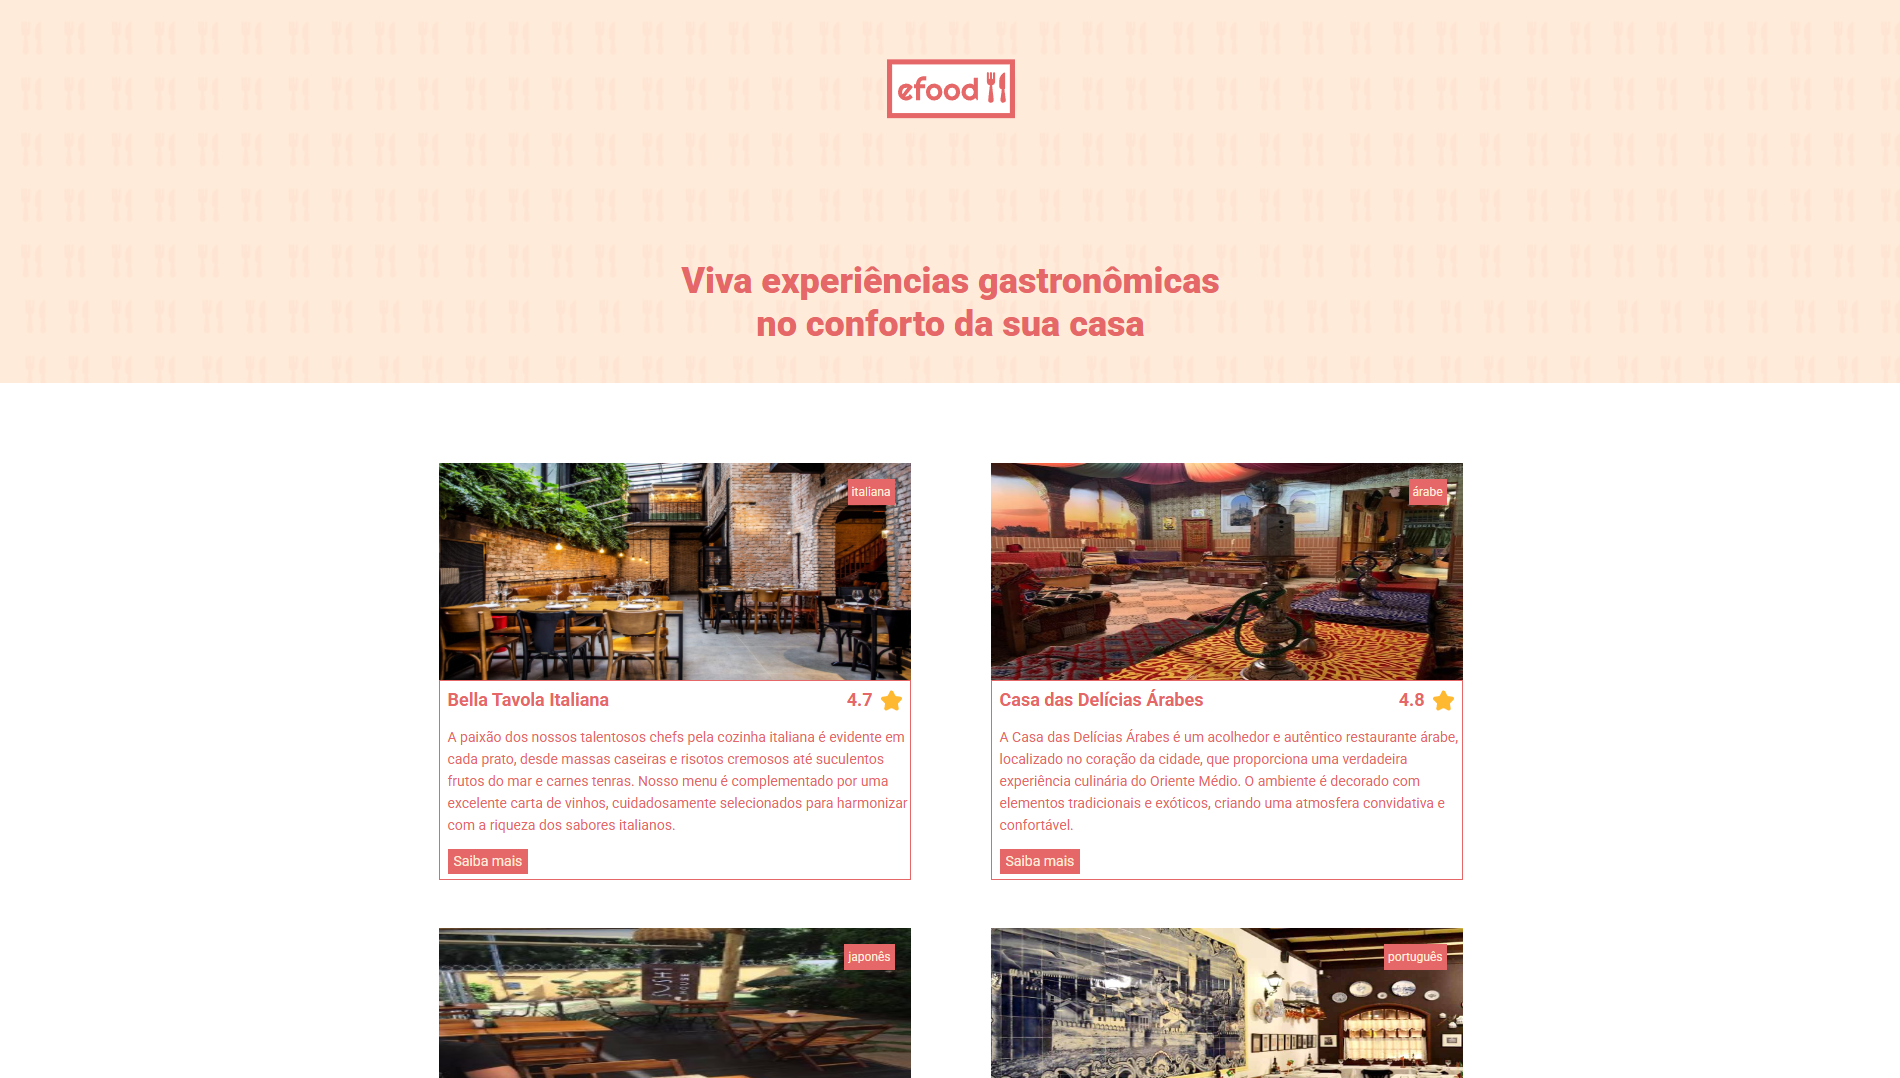 efood
Viva experiências gastronômicas
no conforto da sua casa
italiana
Bella Tavola Italiana
4.7
A paixão dos nossos talentosos chefs pela cozinha italiana é evidente em
cada prato, desde massas caseiras e risotos cremosos até suculentos
frutos do mar e carnes tenras. Nosso menu é complementado por uma
excelente carta de vinhos, cuidadosamente selecionados para harmonizar
com a riqueza dos sabores italianos.
Saiba mais
árabe
Casa das Delícias Árabes
4.8
A Casa das Delícias Árabes é um acolhedor e autêntico restaurante árabe,
localizado no coração da cidade, que proporciona uma verdadeira
experiência culinária do Oriente Médio. O ambiente é decorado com
elementos tradicionais e exóticos, criando uma atmosfera convidativa e
confortável.
Saiba mais
japonês
SUSHI
português